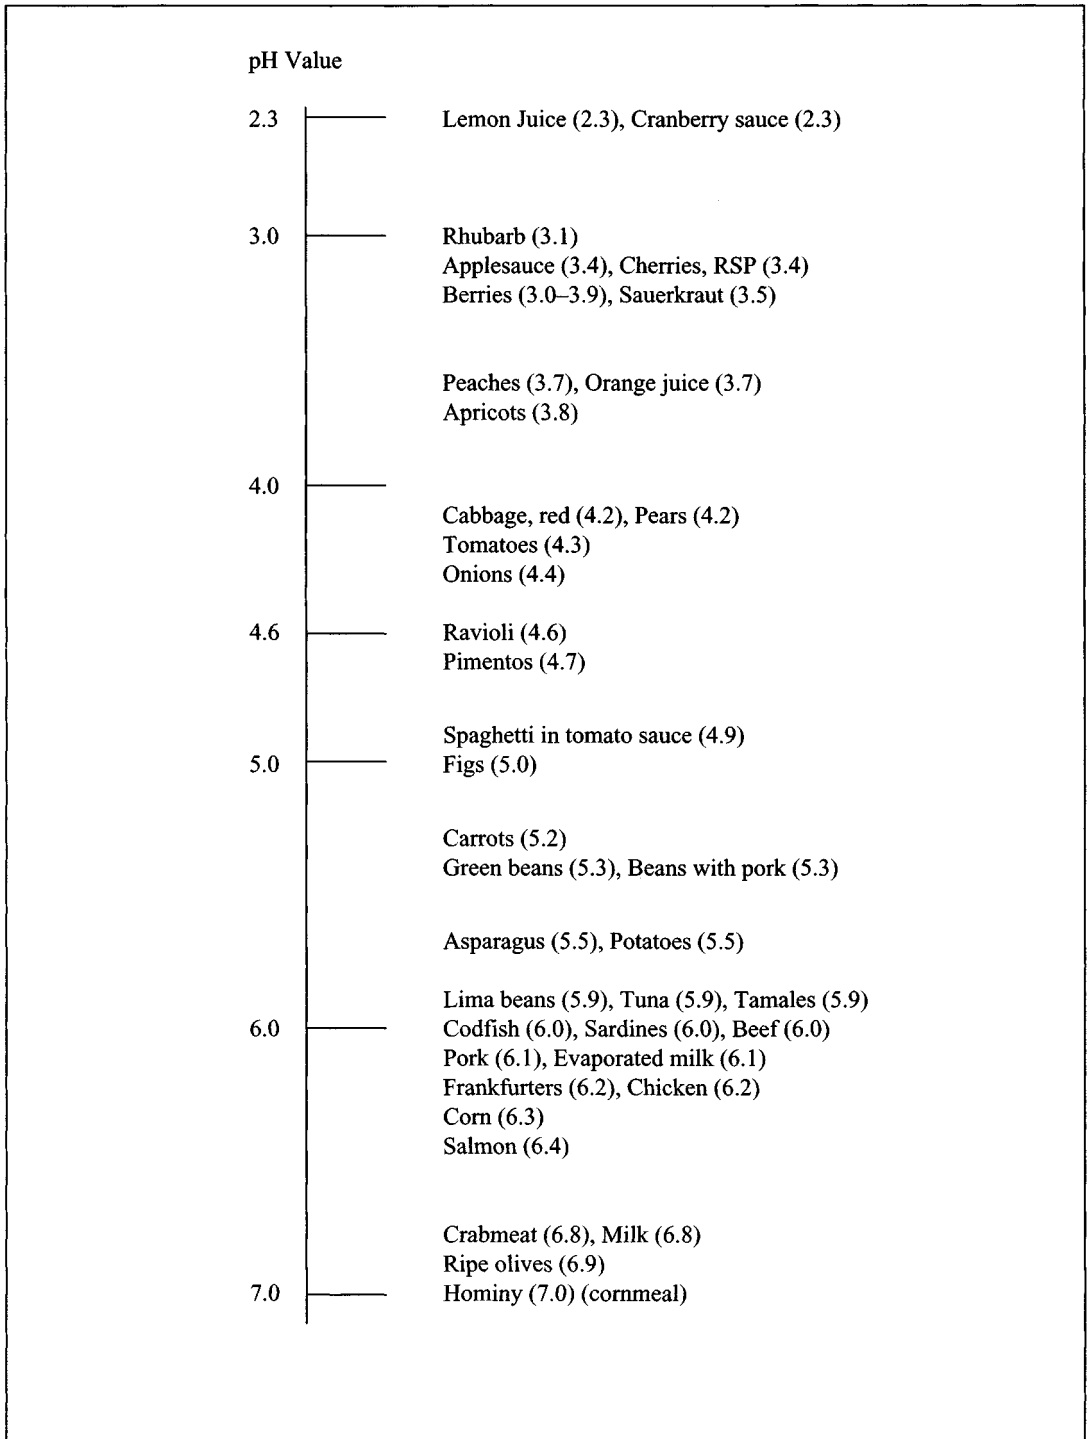 pH Value
2.3 Lemon Juice (2.3), Cranberry sauce (2.3)
3.0 Rhubarb (3.1)
Applesauce (3.4), Cherries, RSP (3.4)
Berries (3.0–3.9), Sauerkraut (3.5)
Peaches (3.7), Orange juice (3.7)
Apricots (3.8)
4.0
Cabbage, red (4.2), Pears (4.2)
Tomatoes (4.3)
Onions (4.4)
4.6 Ravioli (4.6)
Pimentos (4.7)
Spaghetti in tomato sauce (4.9)
5.0 Figs (5.0)
Carrots (5.2)
Green beans (5.3), Beans with pork (5.3)
Asparagus (5.5), Potatoes (5.5)
Lima beans (5.9), Tuna (5.9), Tamales (5.9)
6.0 Codfish (6.0), Sardines (6.0), Beef (6.0)
Pork (6.1), Evaporated milk (6.1)
Frankfurters (6.2), Chicken (6.2)
Corn (6.3)
Salmon (6.4)
Crabmeat (6.8), Milk (6.8)
Ripe olives (6.9)
7.0 Hominy (7.0) (cornmeal)